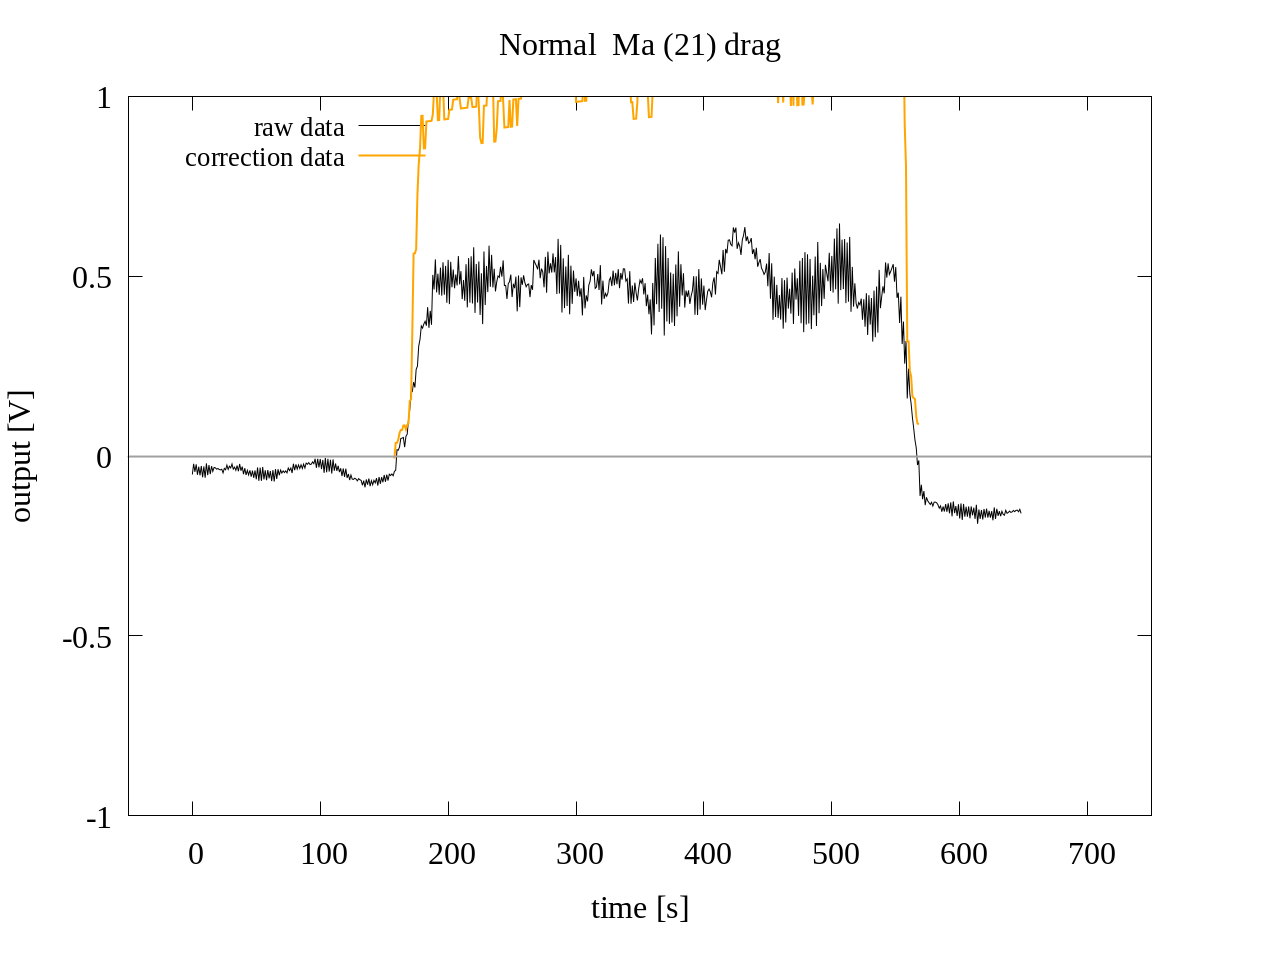 Normal  Ma (21) drag
raw data
correction data
1
0.5
0
-0.5
-1
output [V]
0 100 200 300 400 500 600 700
time [s]